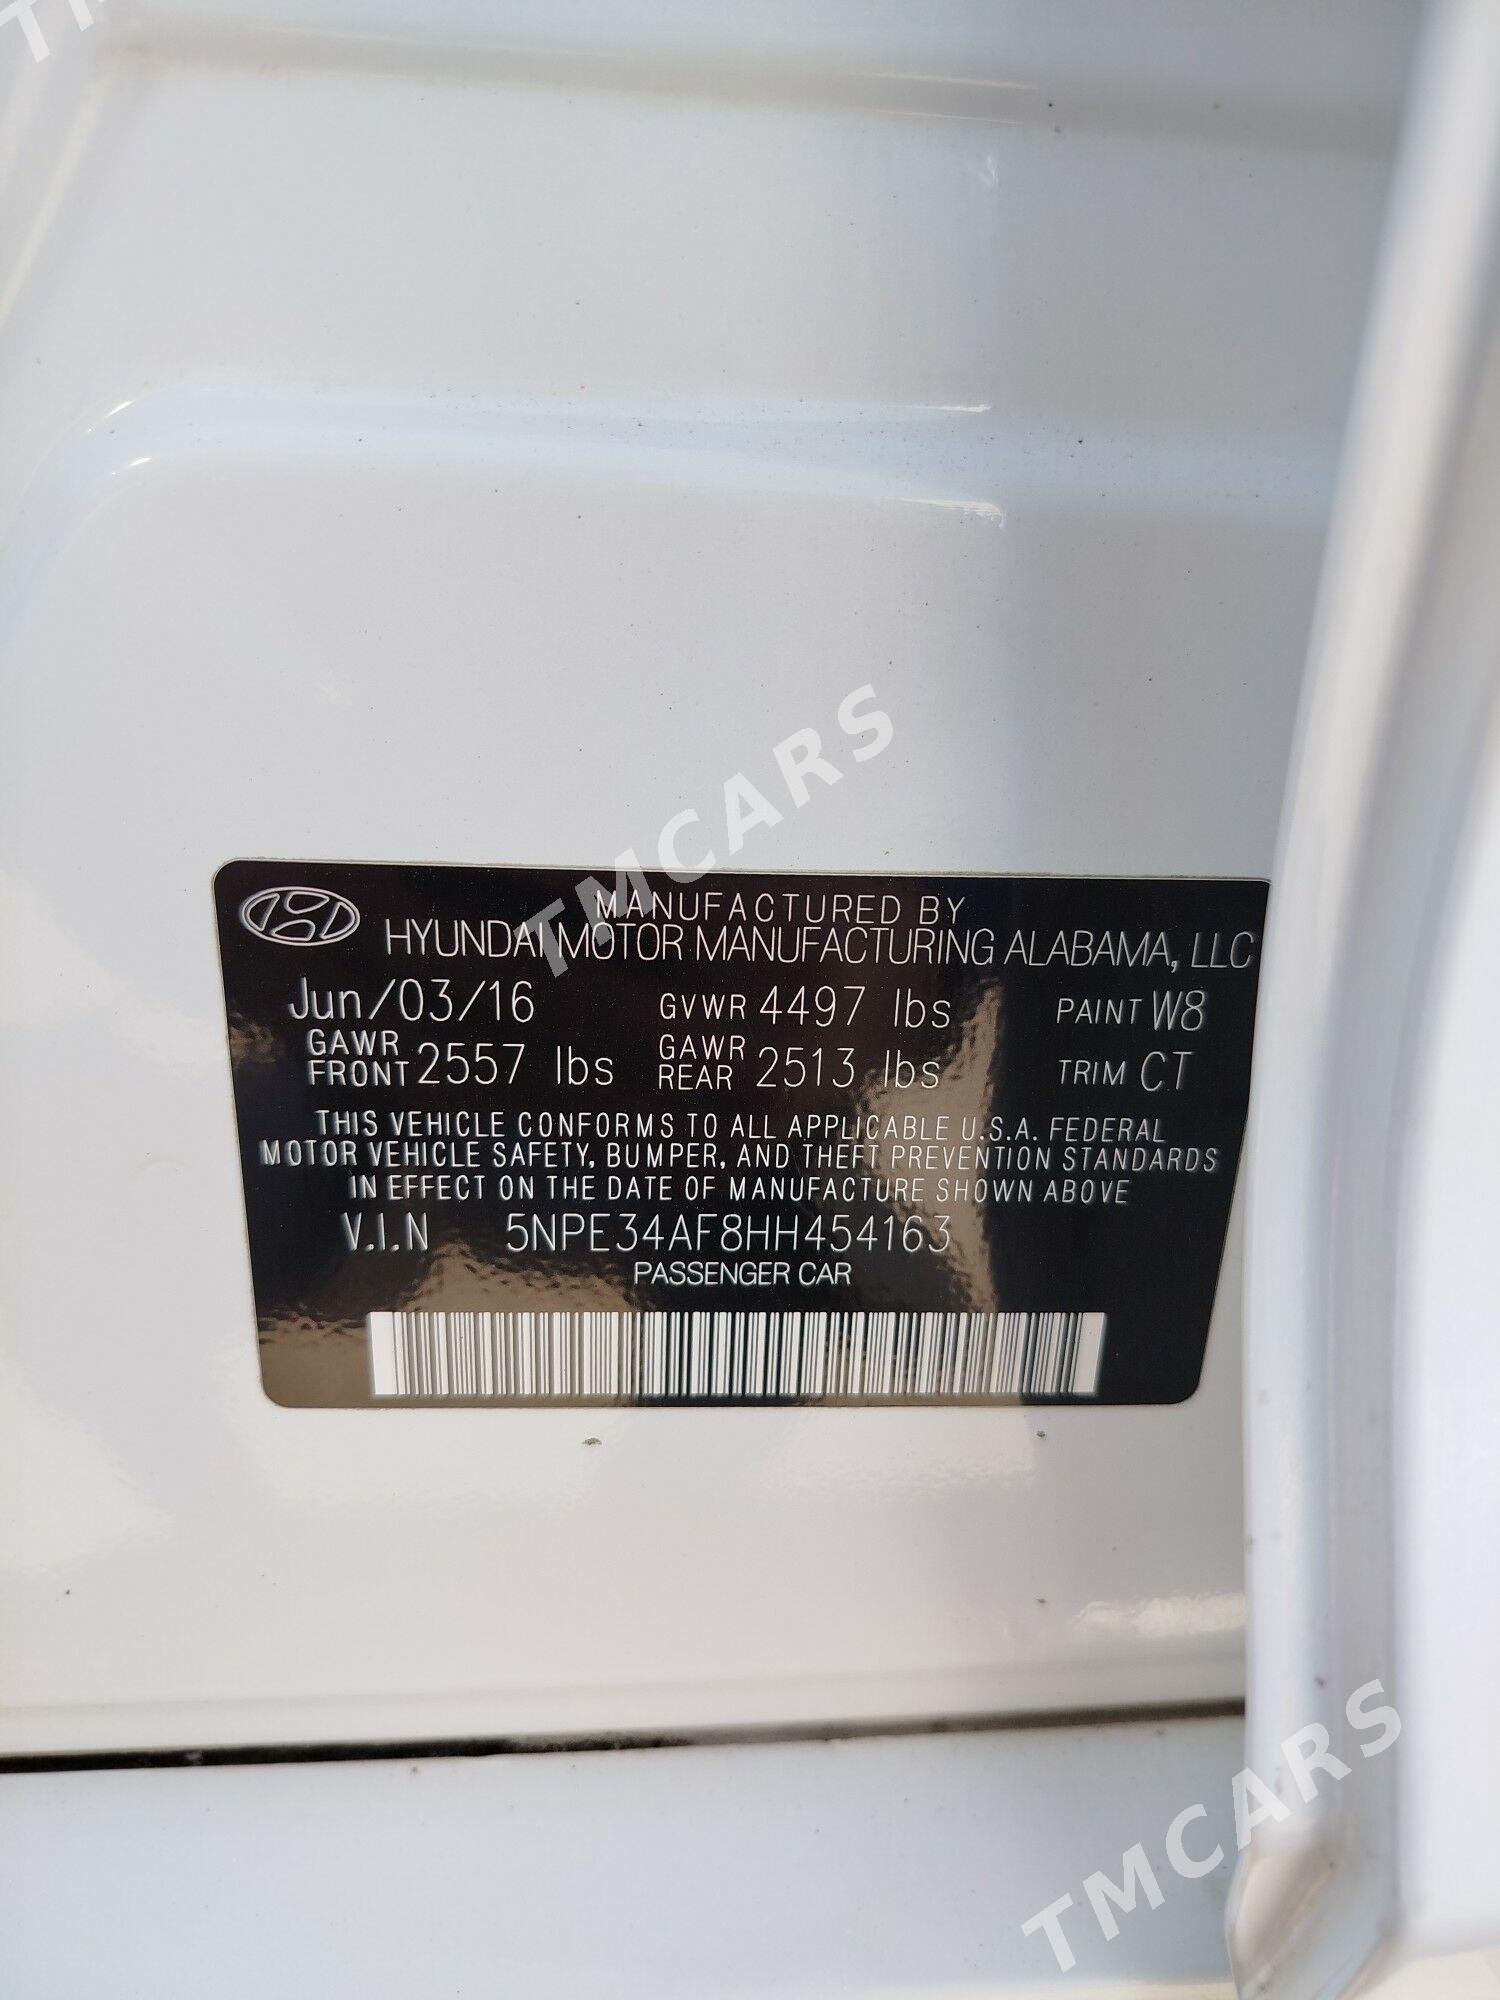 MANUFACTURED BY
HYUNDAI MOTOR MANUFACTURING ALABAMA, LLC
Jun/03/16 GVWR 4497 lbs PAINT W8
GAWR FRONT 2557 lbs GAWR REAR 2513 lbs TRIM CT
THIS VEHICLE CONFORMS TO ALL APPLICABLE U.S.A. FEDERAL
MOTOR VEHICLE SAFETY, BUMPER, AND THEFT PREVENTION STANDARDS
IN EFFECT ON THE DATE OF MANUFACTURE SHOWN ABOVE
V.I.N 5NPE34AF8HH454163
PASSENGER CAR
TMCARS
TMCARS